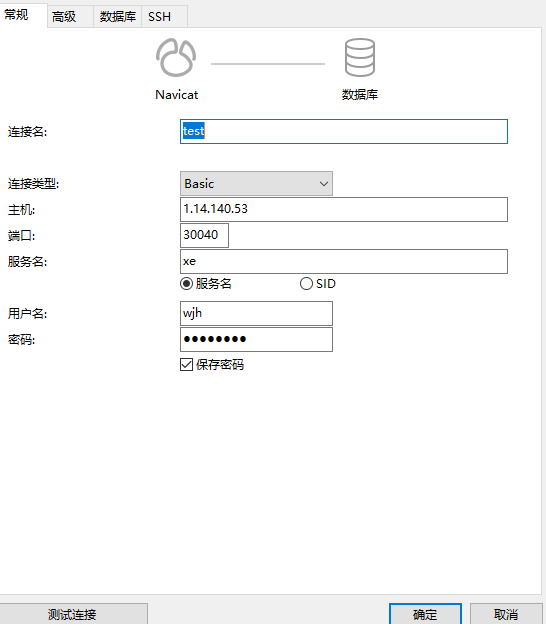 常规 高级 数据库 SSH
Navicat 数据库
连接名: test
连接类型: Basic
主机: 1.14.140.53
端口: 30040
服务名: xe
服务名 SID
用户名: wjh
密码: ●●●●●●●●
保存密码
测试连接 确定 取消